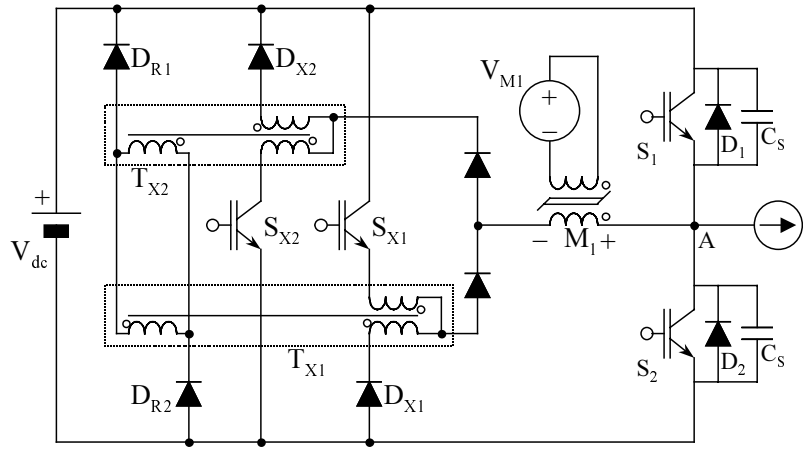 D_R1
D_X2
V_M1
+
−
S_1
D_1
C_S
T_X2
+
V_dc
S_X2
S_X1
− M_1 +
A
S_2
D_2
C_S
T_X1
D_R2
D_X1